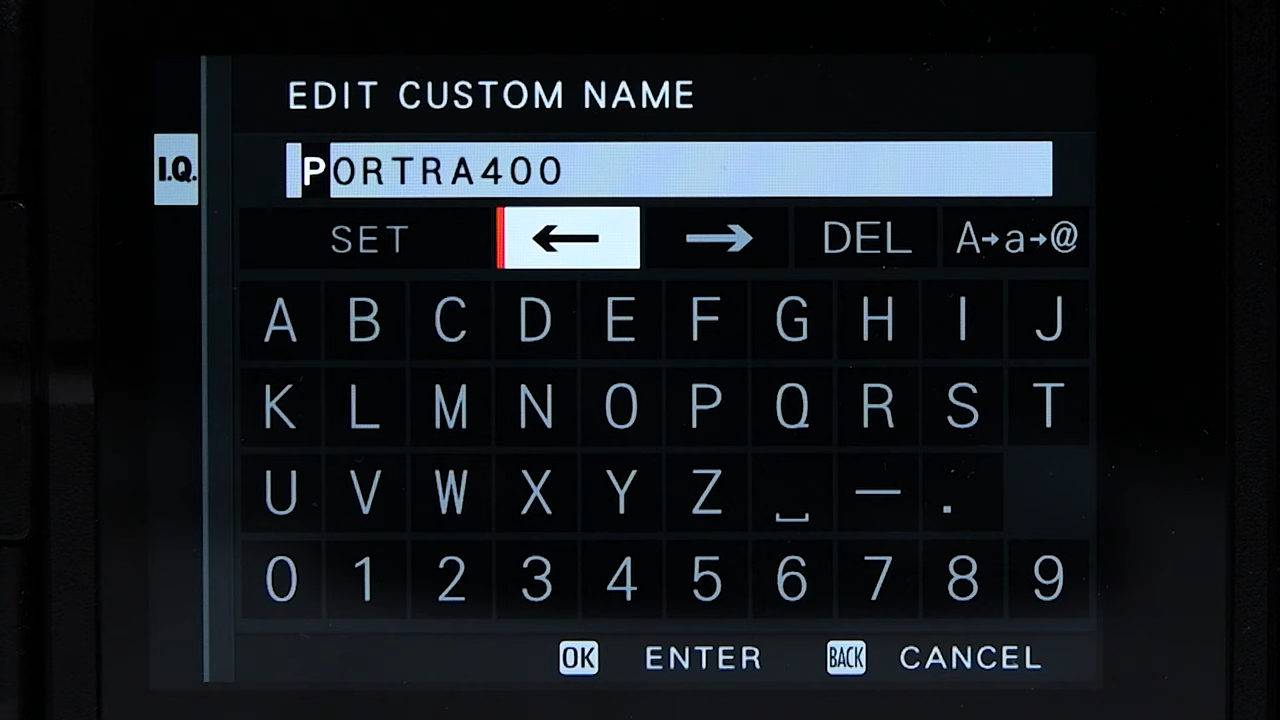 EDIT CUSTOM NAME
I.Q.
PORTRA400
SET ← → DEL A→a→@
A B C D E F G H I J
K L M N O P Q R S T
U V W X Y Z ␣ — .
0 1 2 3 4 5 6 7 8 9
OK ENTER BACK CANCEL